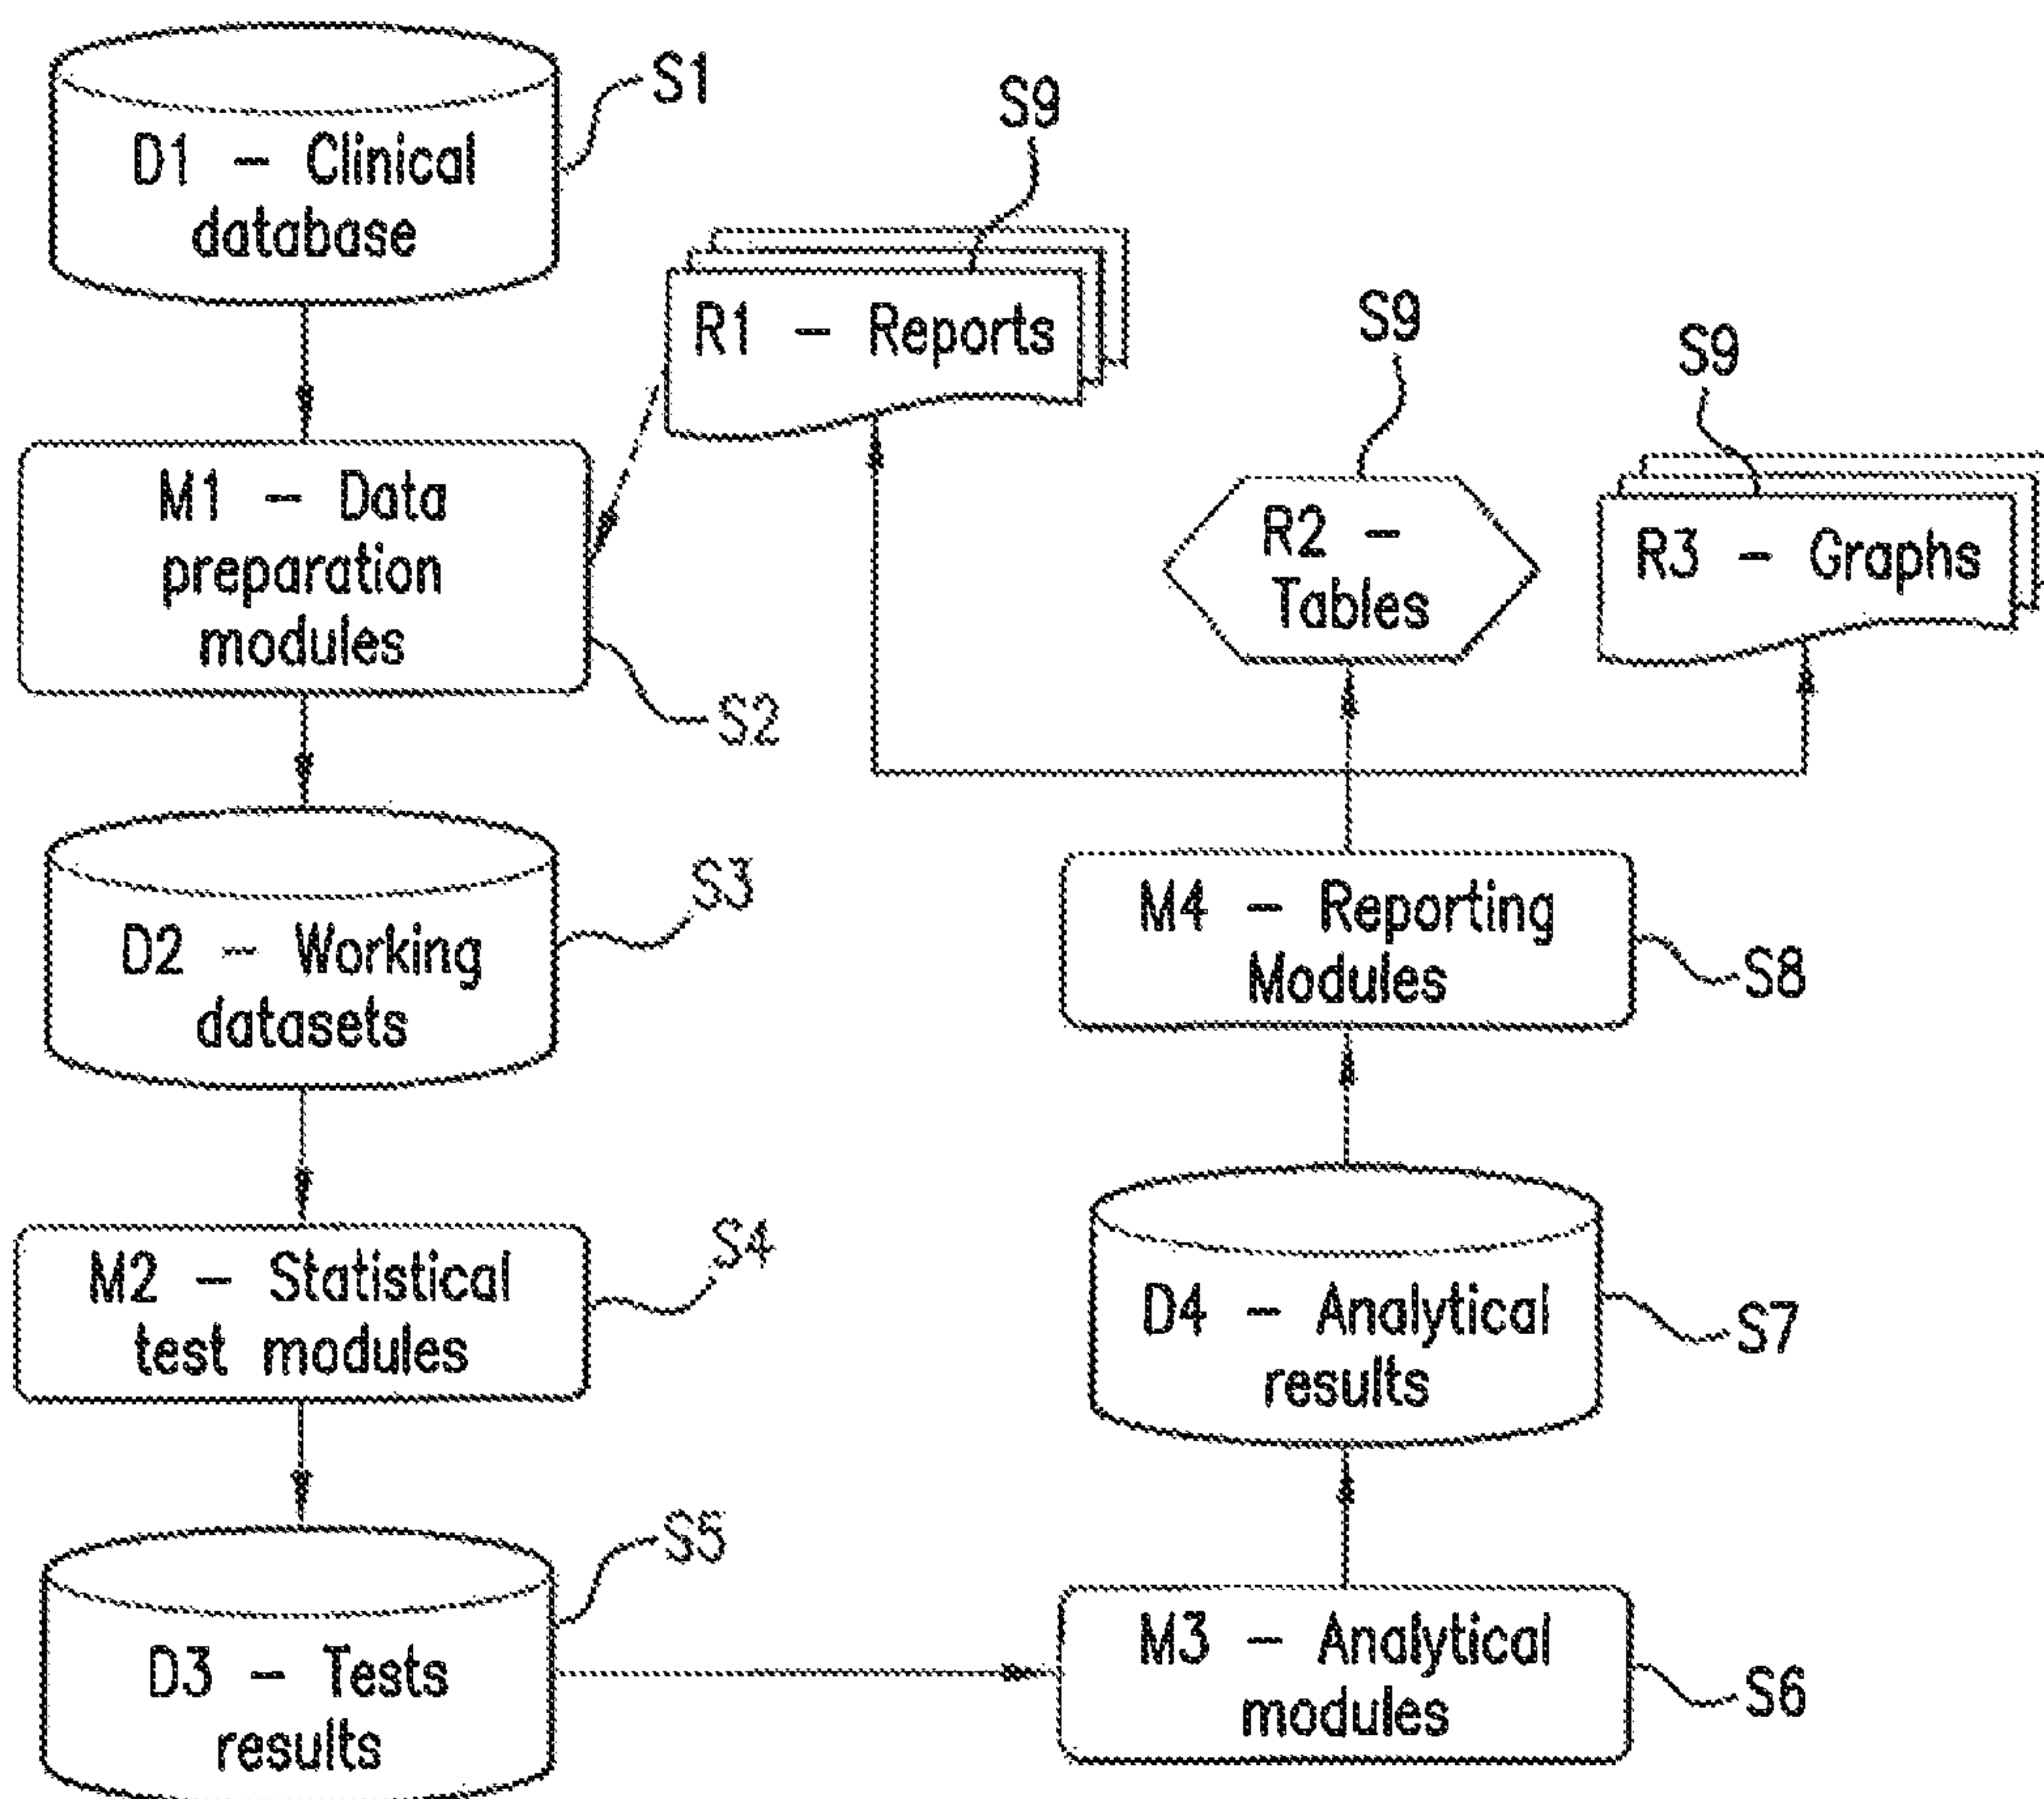 S1
D1 – Clinical
database
S9
R1 – Reports
S9
S9
M1 – Data
preparation
modules
R2 –
Tables
R3 – Graphs
S2
S3
D2 – Working
datasets
M4 – Reporting
Modules
S8
S4
M2 – Statistical
test modules
D4 – Analytical
results
S7
S5
D3 – Tests
results
M3 – Analytical
modules
S6